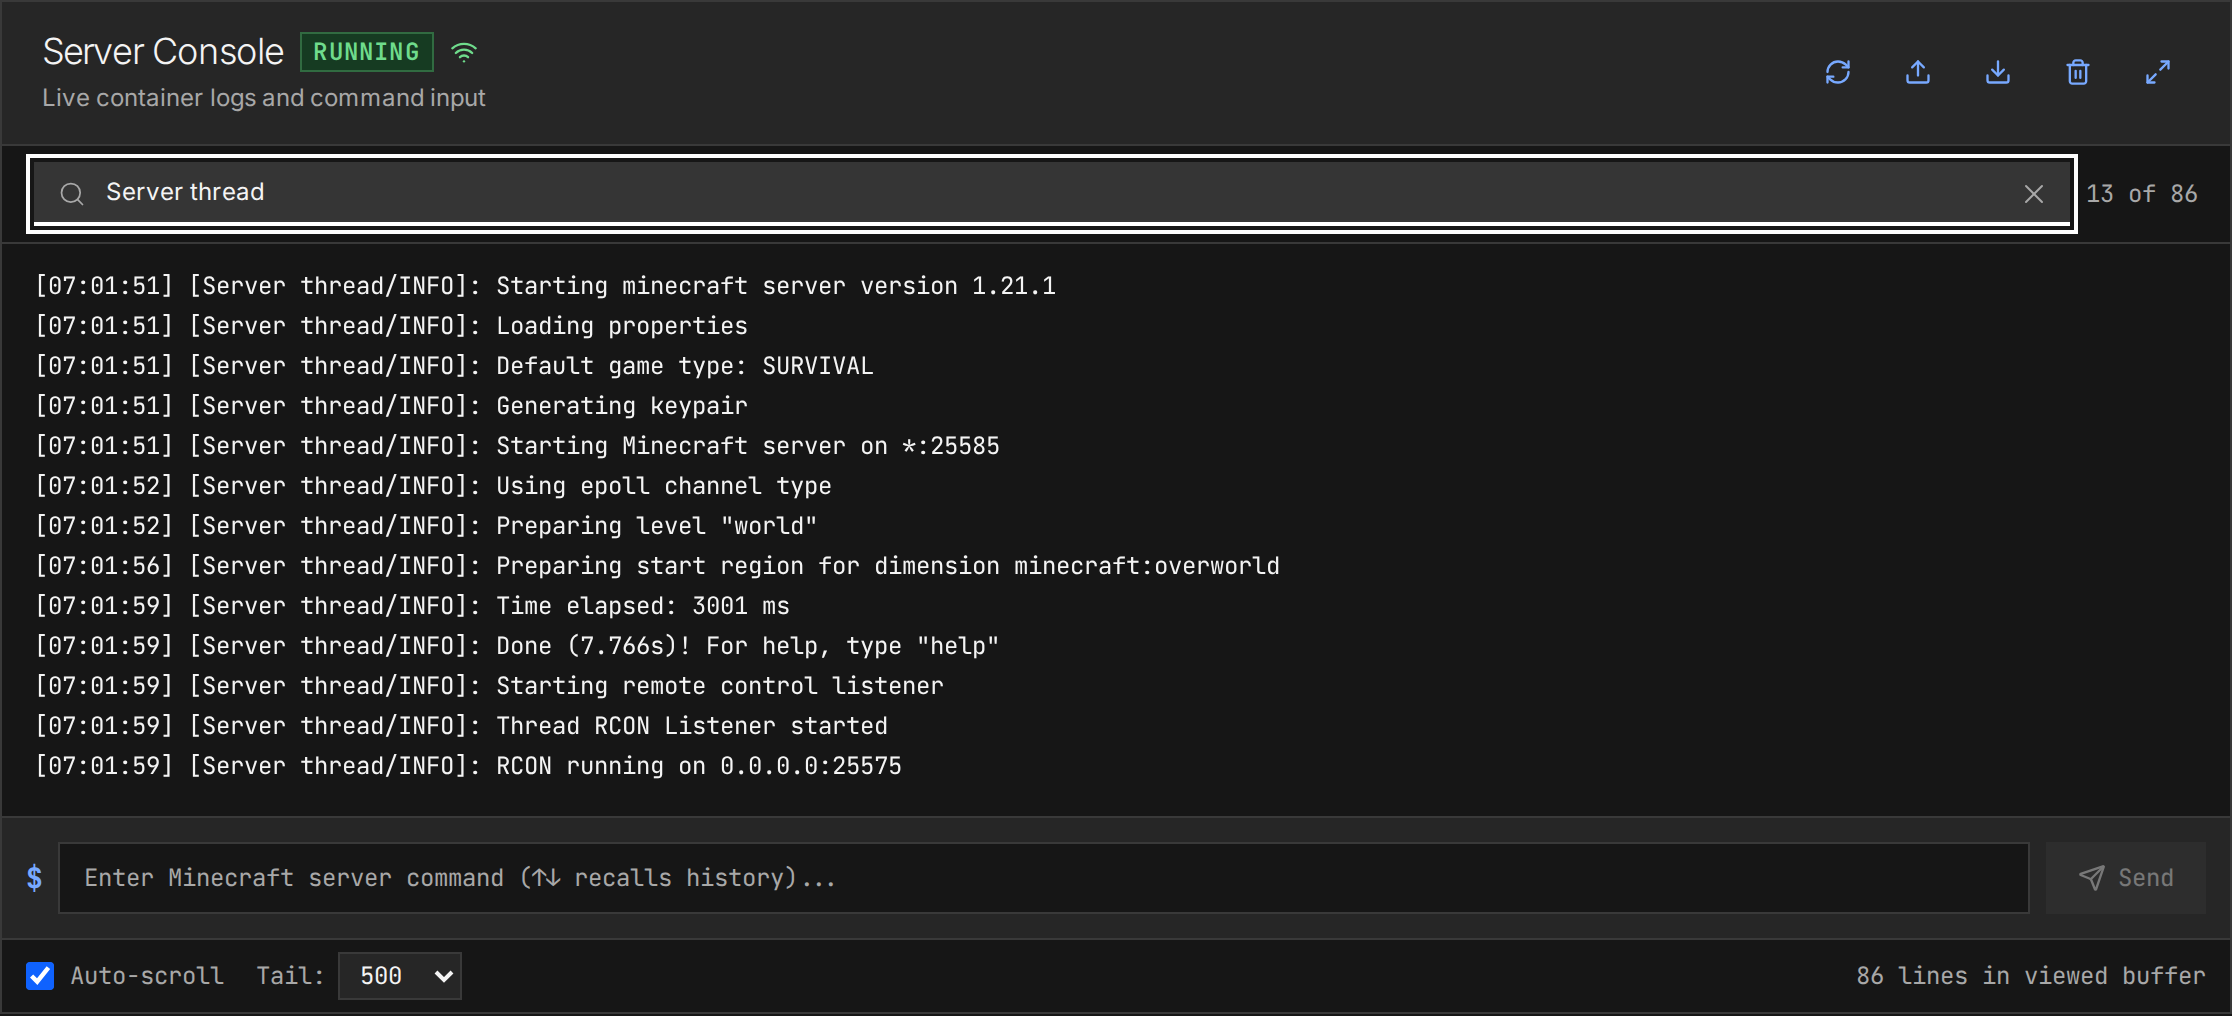 Server Console RUNNING
Live container logs and command input
Server thread
13 of 86
[07:01:51] [Server thread/INFO]: Starting minecraft server version 1.21.1
[07:01:51] [Server thread/INFO]: Loading properties
[07:01:51] [Server thread/INFO]: Default game type: SURVIVAL
[07:01:51] [Server thread/INFO]: Generating keypair
[07:01:51] [Server thread/INFO]: Starting Minecraft server on *:25585
[07:01:52] [Server thread/INFO]: Using epoll channel type
[07:01:52] [Server thread/INFO]: Preparing level "world"
[07:01:56] [Server thread/INFO]: Preparing start region for dimension minecraft:overworld
[07:01:59] [Server thread/INFO]: Time elapsed: 3001 ms
[07:01:59] [Server thread/INFO]: Done (7.766s)! For help, type "help"
[07:01:59] [Server thread/INFO]: Starting remote control listener
[07:01:59] [Server thread/INFO]: Thread RCON Listener started
[07:01:59] [Server thread/INFO]: RCON running on 0.0.0.0:25575
$ Enter Minecraft server command (↑↓ recalls history)...
Send
Auto-scroll Tail: 500
86 lines in viewed buffer